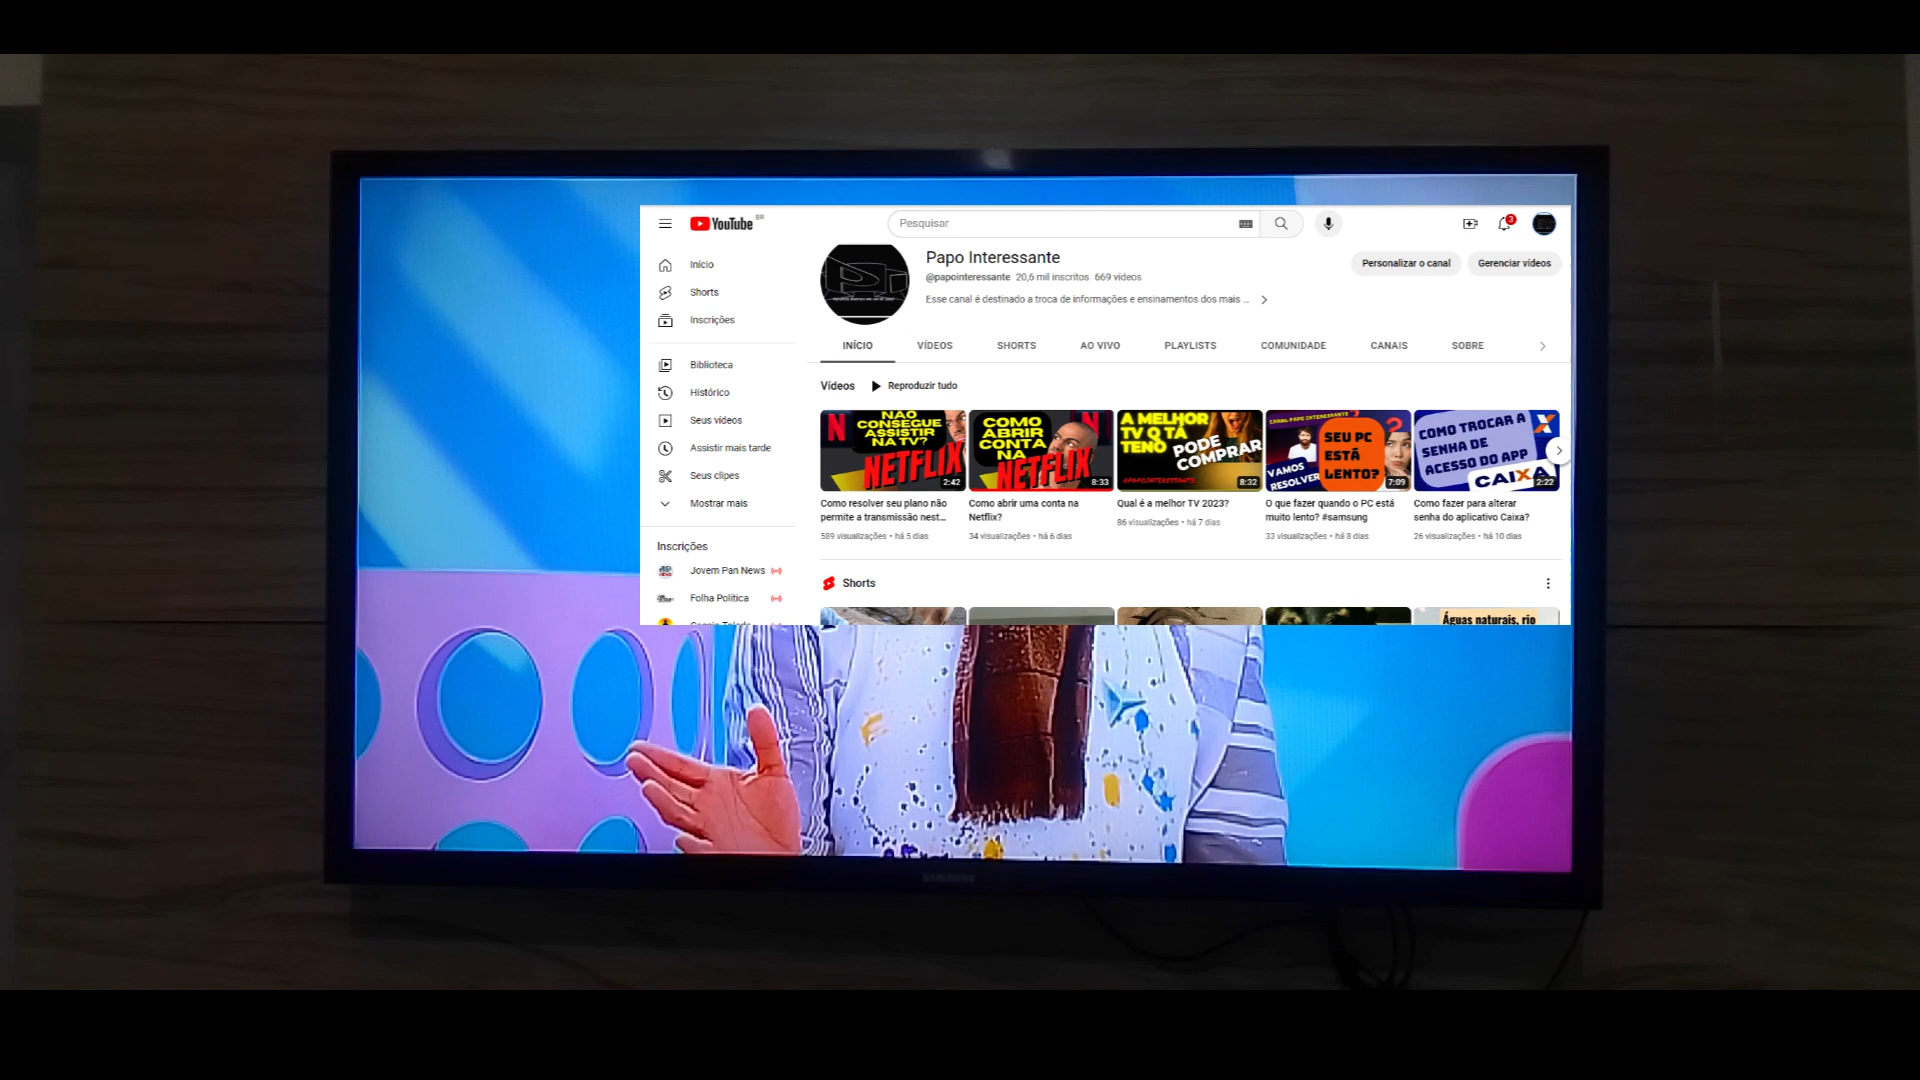 YouTube BR
Pesquisar
3
Início
Shorts
Inscrições
Biblioteca
Histórico
Seus vídeos
Assistir mais tarde
Seus clipes
Mostrar mais
Inscrições
Jovem Pan News
Folha Política
Papo Interessante
@papointeressante 20,6 mil inscritos 669 vídeos
Esse canal é destinado a troca de informações e ensinamentos dos mais ...
Personalizar o canal
Gerenciar vídeos
INÍCIO VÍDEOS SHORTS AO VIVO PLAYLISTS COMUNIDADE CANAIS SOBRE
Vídeos
Reproduzir tudo
N
NÃO
CONSEGUE
ASSISTIR
NA TV?
NETFLIX
2:42
Como resolver seu plano não
permite a transmissão nest...
589 visualizações • há 5 dias
N
COMO
ABRIR
CONTA
NA
NETFLIX
8:33
Como abrir uma conta na
Netflix?
34 visualizações • há 6 dias
A MELHOR
TV Q TÁ
TENO
PODE
COMPRAR
#PAPOINTERESSANTE
8:32
Qual é a melhor TV 2023?
86 visualizações • há 7 dias
CANAL PAPO INTERESSANTE
SEU PC
ESTÁ
LENTO?
VAMOS
RESOLVER
7:09
O que fazer quando o PC está
muito lento? #samsung
33 visualizações • há 8 dias
COMO TROCAR A
SENHA DE
ACESSO DO APP
CAIXA
2:22
Como fazer para alterar
senha do aplicativo Caixa?
26 visualizações • há 10 dias
Shorts
Águas naturais, rio
SAMSUNG